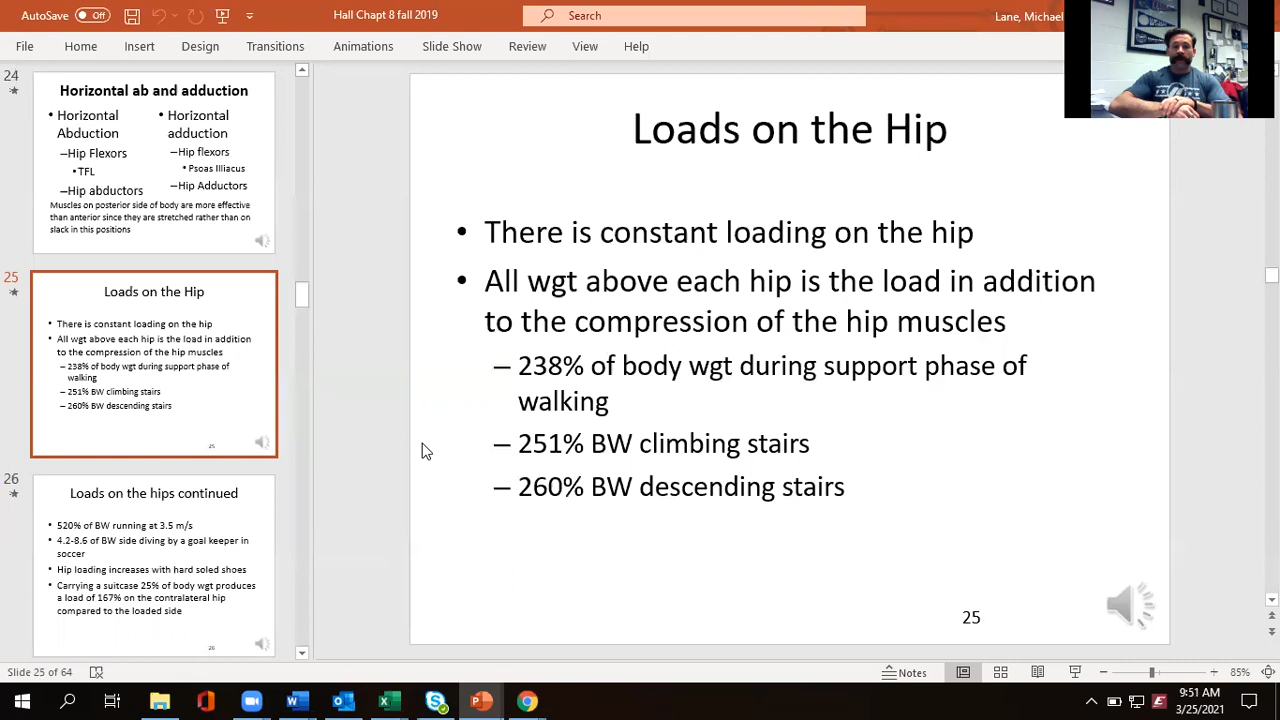 AutoSave Off
Hall Chapt 8 fall 2019
Search
Lane, Michael
File Home Insert Design Transitions Animations Slide Show Review View Help
24
Horizontal ab and adduction
• Horizontal Abduction
–Hip Flexors
•TFL
–Hip abductors
• Horizontal adduction
–Hip flexors
• Psoas Illiacus
–Hip Adductors
Muscles on posterior side of body are more effective
than anterior since they are stretched rather than on
slack in this positions
25
Loads on the Hip
• There is constant loading on the hip
• All wgt above each hip is the load in addition
to the compression of the hip muscles
– 238% of body wgt during support phase of
walking
– 251% BW climbing stairs
– 260% BW descending stairs
25
26
Loads on the hips continued
• 520% of BW running at 3.5 m/s
• 4.2-8.6 of BW side diving by a goal keeper in
soccer
• Hip loading increases with hard soled shoes
• Carrying a suitcase 25% of body wgt produces
a load of 167% on the contralateral hip
compared to the loaded side
26
Loads on the Hip
• There is constant loading on the hip
• All wgt above each hip is the load in addition
to the compression of the hip muscles
– 238% of body wgt during support phase of
walking
– 251% BW climbing stairs
– 260% BW descending stairs
25
Slide 25 of 64
Notes
85%
9:51 AM
3/25/2021